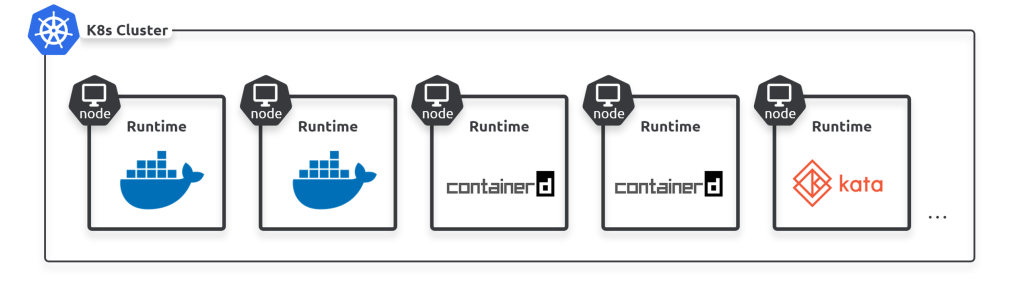 K8s Cluster
node
Runtime
node
Runtime
node
Runtime
containerd
node
Runtime
containerd
node
Runtime
kata
...